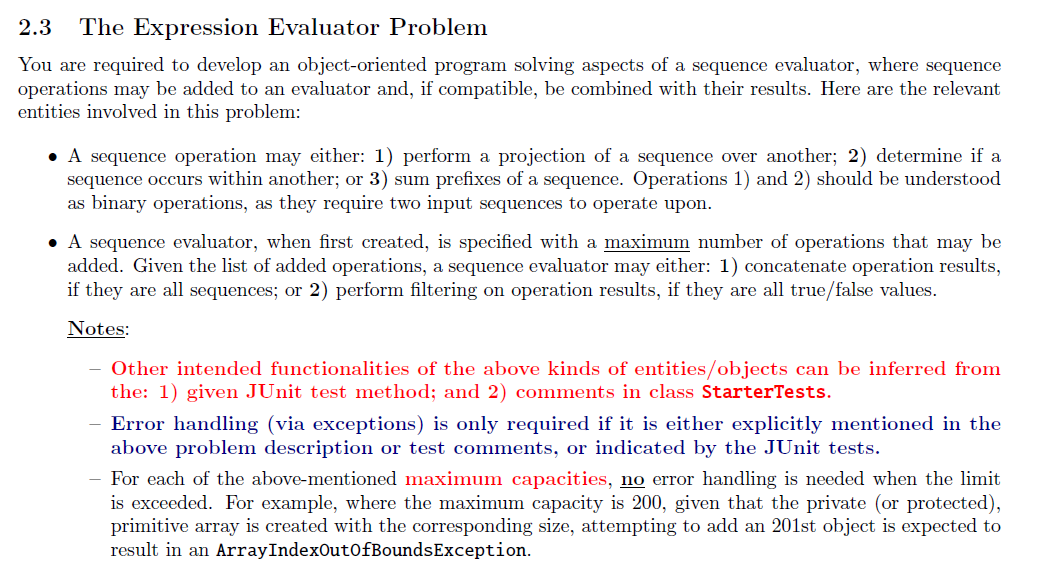 2.3 The Expression Evaluator Problem
You are required to develop an object-oriented program solving aspects of a sequence evaluator, where sequence
operations may be added to an evaluator and, if compatible, be combined with their results. Here are the relevant
entities involved in this problem:
• A sequence operation may either: 1) perform a projection of a sequence over another; 2) determine if a
sequence occurs within another; or 3) sum prefixes of a sequence. Operations 1) and 2) should be understood
as binary operations, as they require two input sequences to operate upon.
• A sequence evaluator, when first created, is specified with a maximum number of operations that may be
added. Given the list of added operations, a sequence evaluator may either: 1) concatenate operation results,
if they are all sequences; or 2) perform filtering on operation results, if they are all true/false values.
Notes:
– Other intended functionalities of the above kinds of entities/objects can be inferred from
the: 1) given JUnit test method; and 2) comments in class StarterTests.
– Error handling (via exceptions) is only required if it is either explicitly mentioned in the
above problem description or test comments, or indicated by the JUnit tests.
– For each of the above-mentioned maximum capacities, no error handling is needed when the limit
is exceeded. For example, where the maximum capacity is 200, given that the private (or protected),
primitive array is created with the corresponding size, attempting to add an 201st object is expected to
result in an ArrayIndexOutOfBoundsException.